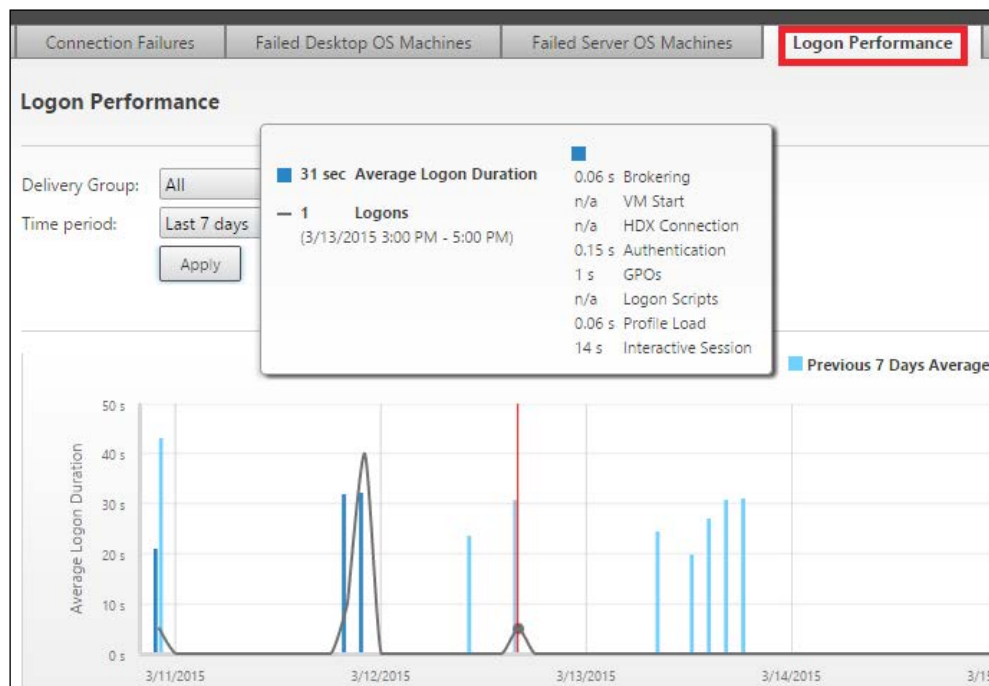 Connection Failures
Failed Desktop OS Machines
Failed Server OS Machines
Logon Performance
Logon Performance
Delivery Group: All
Time period: Last 7 days
Apply
31 sec Average Logon Duration
1 Logons
(3/13/2015 3:00 PM - 5:00 PM)
0.06 s Brokering
n/a VM Start
n/a HDX Connection
0.15 s Authentication
1 s GPOs
n/a Logon Scripts
0.06 s Profile Load
14 s Interactive Session
Previous 7 Days Average
Average Logon Duration
50 s
40 s
30 s
20 s
10 s
0 s
3/11/2015
3/12/2015
3/13/2015
3/14/2015
3/15